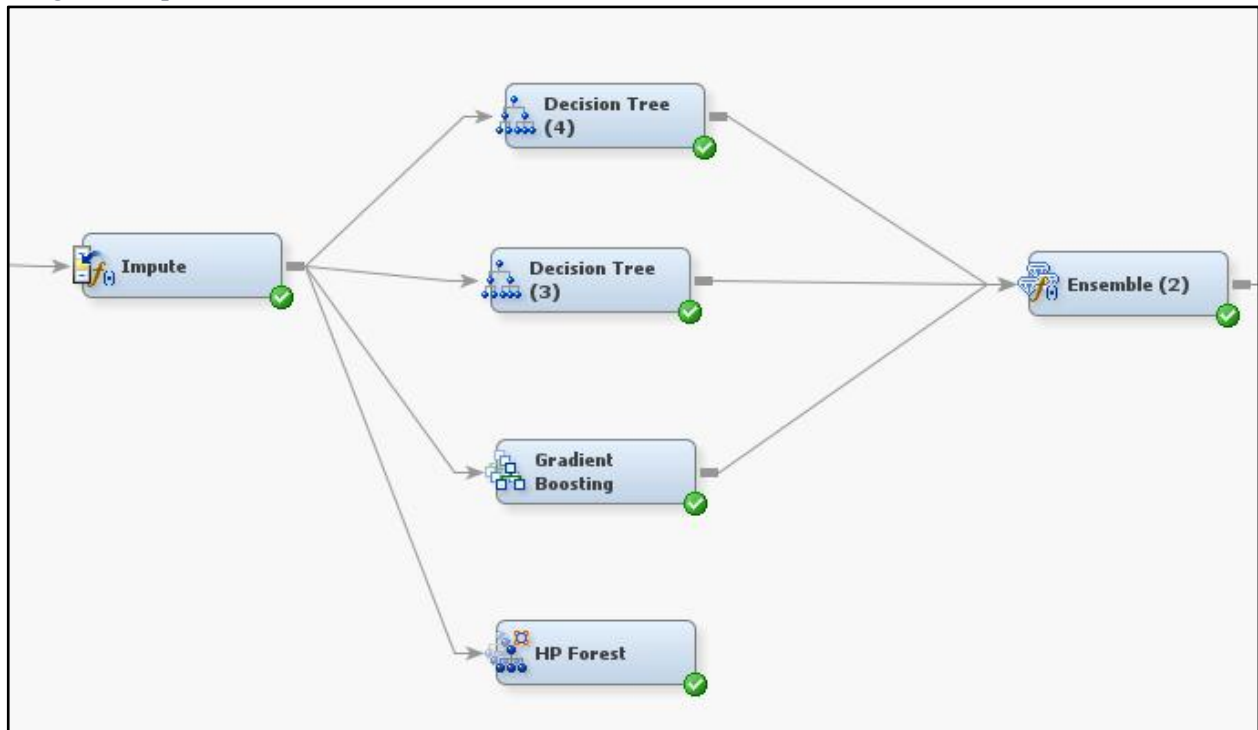 Decision Tree
(4)
Impute
Decision Tree
(3)
Ensemble (2)
Gradient
Boosting
HP Forest